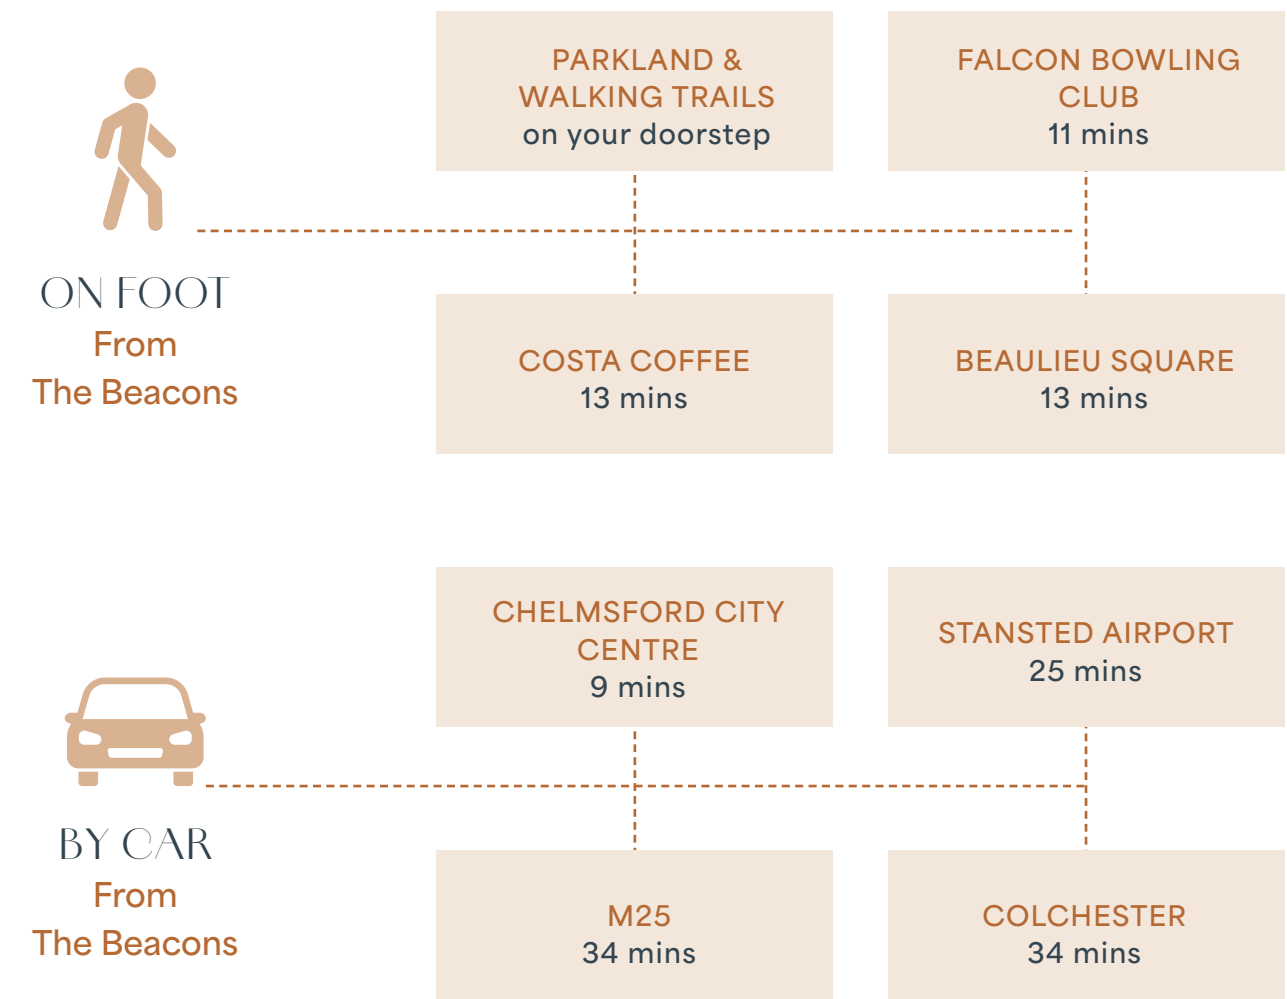 ON FOOT
From
The Beacons
PARKLAND &
WALKING TRAILS
on your doorstep
FALCON BOWLING
CLUB
11 mins
COSTA COFFEE
13 mins
BEAULIEU SQUARE
13 mins
BY CAR
From
The Beacons
CHELMSFORD CITY
CENTRE
9 mins
STANSTED AIRPORT
25 mins
M25
34 mins
COLCHESTER
34 mins